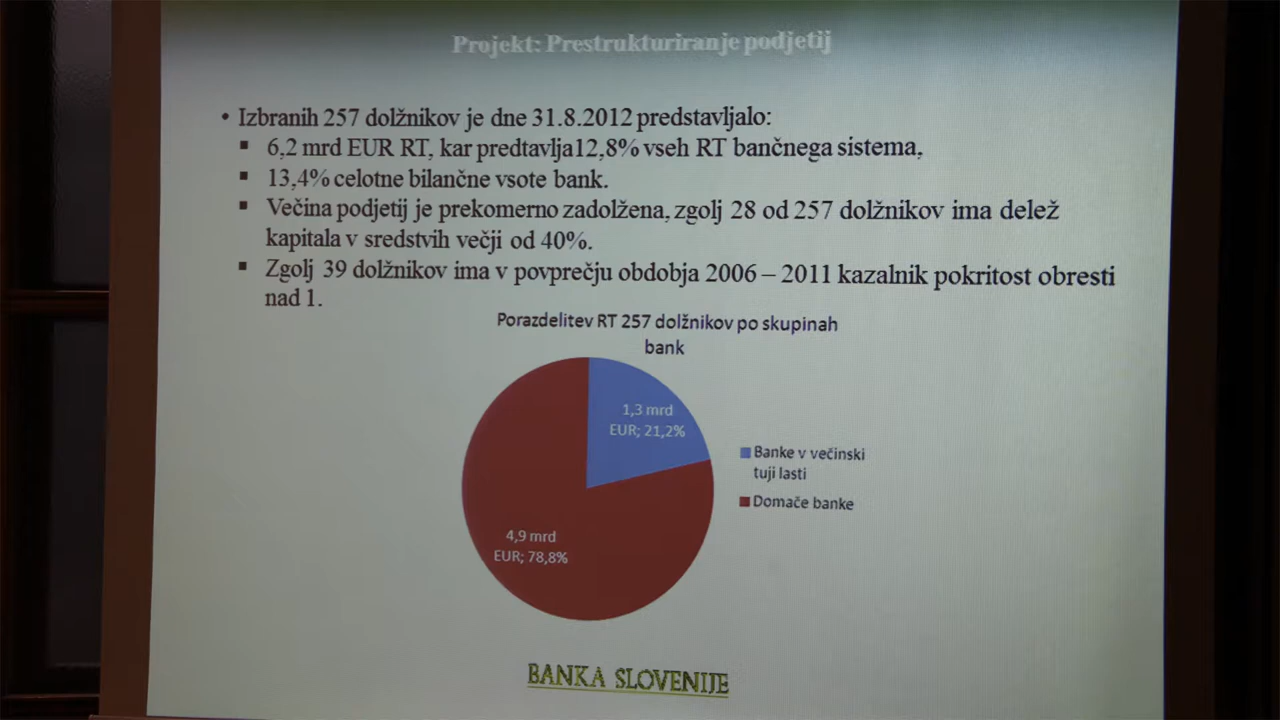 Projekt: Prestrukturiranje podjetij
• Izbranih 257 dolžnikov je dne 31.8.2012 predstavljalo:
▪ 6,2 mrd EUR RT, kar predtavlja12,8% vseh RT bančnega sistema,
▪ 13,4% celotne bilančne vsote bank.
▪ Večina podjetij je prekomerno zadolžena, zgolj 28 od 257 dolžnikov ima delež
kapitala v sredstvih večji od 40%.
▪ Zgolj 39 dolžnikov ima v povprečju obdobja 2006 – 2011 kazalnik pokritost obresti
nad 1.
Porazdelitev RT 257 dolžnikov po skupinah
bank
1,3 mrd
EUR; 21,2%
Banke v večinski
tuji lasti
Domače banke
4,9 mrd
EUR; 78,8%
BANKA SLOVENIJE